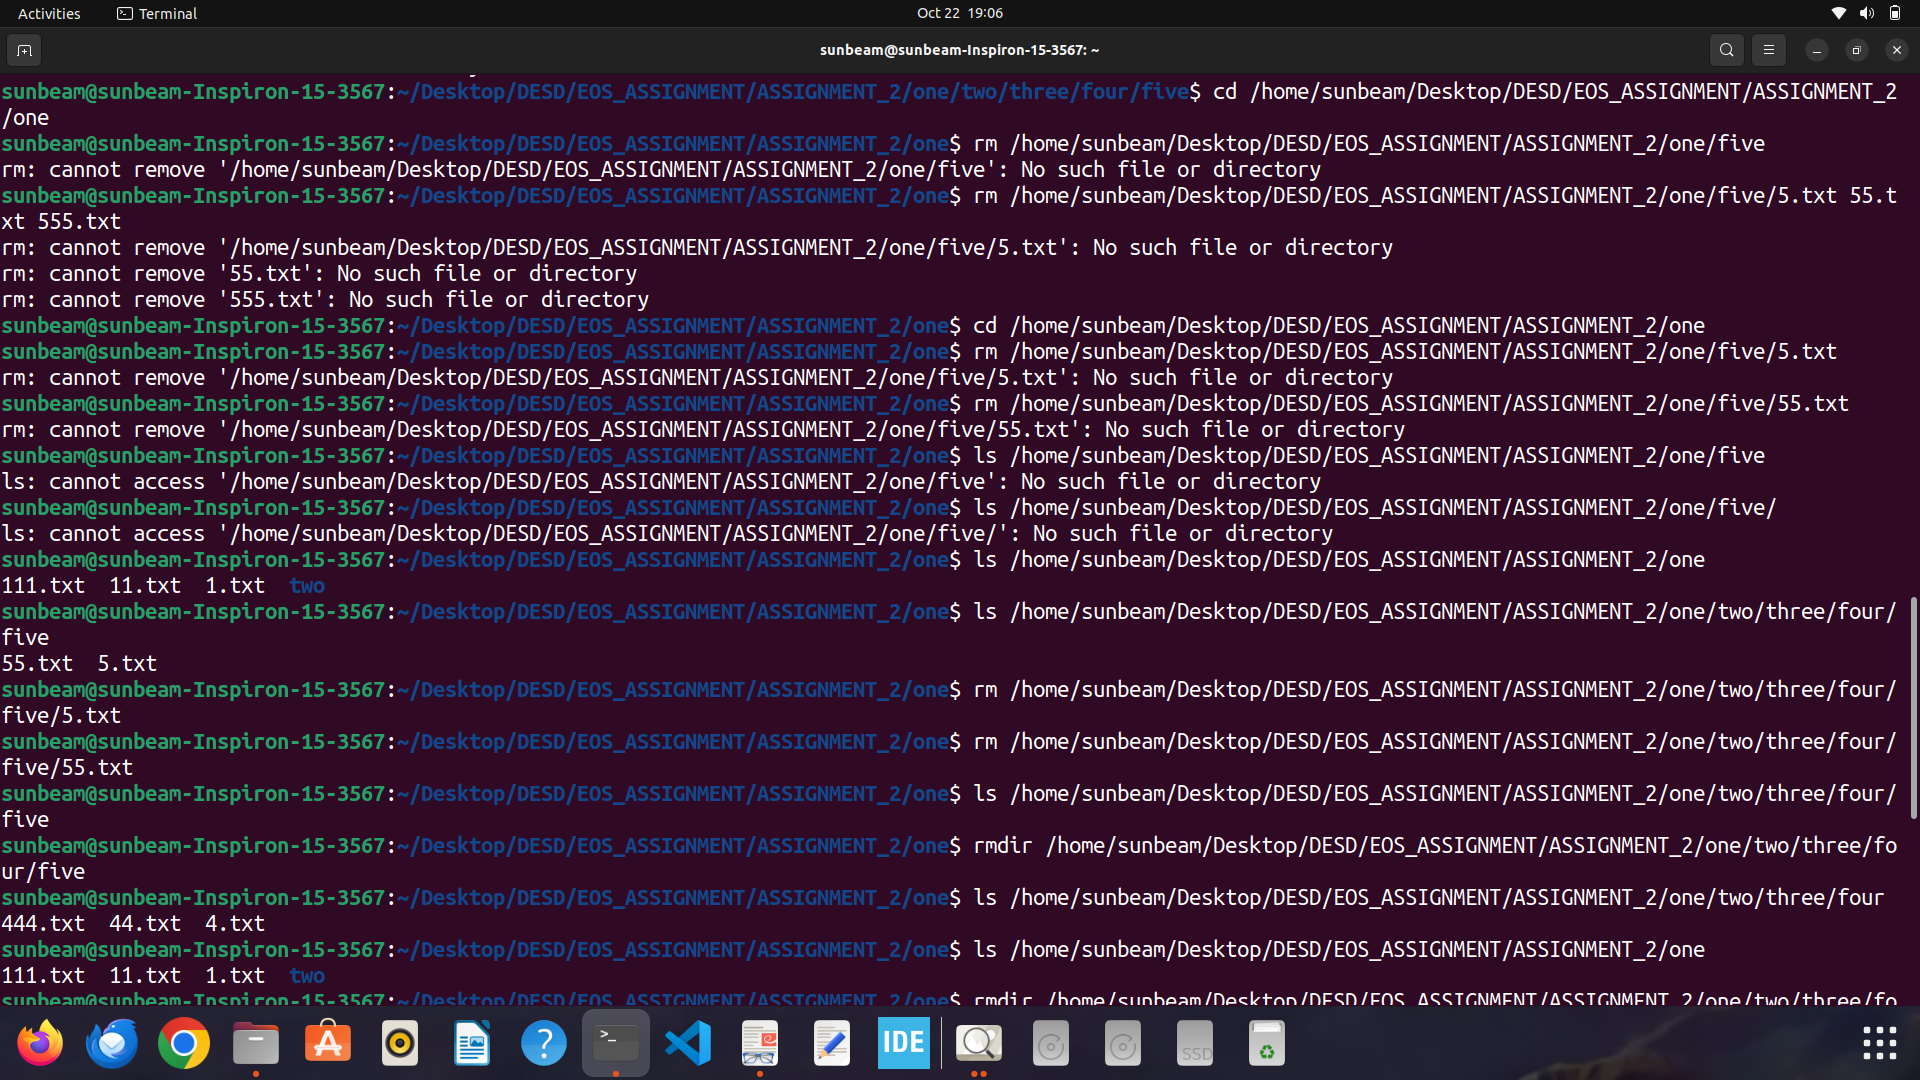 Activities Terminal Oct 22 19:06
sunbeam@sunbeam-Inspiron-15-3567: ~
sunbeam@sunbeam-Inspiron-15-3567:~/Desktop/DESD/EOS_ASSIGNMENT/ASSIGNMENT_2/one/two/three/four/five$ cd /home/sunbeam/Desktop/DESD/EOS_ASSIGNMENT/ASSIGNMENT_2
/one
sunbeam@sunbeam-Inspiron-15-3567:~/Desktop/DESD/EOS_ASSIGNMENT/ASSIGNMENT_2/one$ rm /home/sunbeam/Desktop/DESD/EOS_ASSIGNMENT/ASSIGNMENT_2/one/five
rm: cannot remove '/home/sunbeam/Desktop/DESD/EOS_ASSIGNMENT/ASSIGNMENT_2/one/five': No such file or directory
sunbeam@sunbeam-Inspiron-15-3567:~/Desktop/DESD/EOS_ASSIGNMENT/ASSIGNMENT_2/one$ rm /home/sunbeam/Desktop/DESD/EOS_ASSIGNMENT/ASSIGNMENT_2/one/five/5.txt 55.t
xt 555.txt
rm: cannot remove '/home/sunbeam/Desktop/DESD/EOS_ASSIGNMENT/ASSIGNMENT_2/one/five/5.txt': No such file or directory
rm: cannot remove '55.txt': No such file or directory
rm: cannot remove '555.txt': No such file or directory
sunbeam@sunbeam-Inspiron-15-3567:~/Desktop/DESD/EOS_ASSIGNMENT/ASSIGNMENT_2/one$ cd /home/sunbeam/Desktop/DESD/EOS_ASSIGNMENT/ASSIGNMENT_2/one
sunbeam@sunbeam-Inspiron-15-3567:~/Desktop/DESD/EOS_ASSIGNMENT/ASSIGNMENT_2/one$ rm /home/sunbeam/Desktop/DESD/EOS_ASSIGNMENT/ASSIGNMENT_2/one/five/5.txt
rm: cannot remove '/home/sunbeam/Desktop/DESD/EOS_ASSIGNMENT/ASSIGNMENT_2/one/five/5.txt': No such file or directory
sunbeam@sunbeam-Inspiron-15-3567:~/Desktop/DESD/EOS_ASSIGNMENT/ASSIGNMENT_2/one$ rm /home/sunbeam/Desktop/DESD/EOS_ASSIGNMENT/ASSIGNMENT_2/one/five/55.txt
rm: cannot remove '/home/sunbeam/Desktop/DESD/EOS_ASSIGNMENT/ASSIGNMENT_2/one/five/55.txt': No such file or directory
sunbeam@sunbeam-Inspiron-15-3567:~/Desktop/DESD/EOS_ASSIGNMENT/ASSIGNMENT_2/one$ ls /home/sunbeam/Desktop/DESD/EOS_ASSIGNMENT/ASSIGNMENT_2/one/five
ls: cannot access '/home/sunbeam/Desktop/DESD/EOS_ASSIGNMENT/ASSIGNMENT_2/one/five': No such file or directory
sunbeam@sunbeam-Inspiron-15-3567:~/Desktop/DESD/EOS_ASSIGNMENT/ASSIGNMENT_2/one$ ls /home/sunbeam/Desktop/DESD/EOS_ASSIGNMENT/ASSIGNMENT_2/one/five/
ls: cannot access '/home/sunbeam/Desktop/DESD/EOS_ASSIGNMENT/ASSIGNMENT_2/one/five/': No such file or directory
sunbeam@sunbeam-Inspiron-15-3567:~/Desktop/DESD/EOS_ASSIGNMENT/ASSIGNMENT_2/one$ ls /home/sunbeam/Desktop/DESD/EOS_ASSIGNMENT/ASSIGNMENT_2/one
111.txt  11.txt  1.txt  two
sunbeam@sunbeam-Inspiron-15-3567:~/Desktop/DESD/EOS_ASSIGNMENT/ASSIGNMENT_2/one$ ls /home/sunbeam/Desktop/DESD/EOS_ASSIGNMENT/ASSIGNMENT_2/one/two/three/four/
five
55.txt  5.txt
sunbeam@sunbeam-Inspiron-15-3567:~/Desktop/DESD/EOS_ASSIGNMENT/ASSIGNMENT_2/one$ rm /home/sunbeam/Desktop/DESD/EOS_ASSIGNMENT/ASSIGNMENT_2/one/two/three/four/
five/5.txt
sunbeam@sunbeam-Inspiron-15-3567:~/Desktop/DESD/EOS_ASSIGNMENT/ASSIGNMENT_2/one$ rm /home/sunbeam/Desktop/DESD/EOS_ASSIGNMENT/ASSIGNMENT_2/one/two/three/four/
five/55.txt
sunbeam@sunbeam-Inspiron-15-3567:~/Desktop/DESD/EOS_ASSIGNMENT/ASSIGNMENT_2/one$ ls /home/sunbeam/Desktop/DESD/EOS_ASSIGNMENT/ASSIGNMENT_2/one/two/three/four/
five
sunbeam@sunbeam-Inspiron-15-3567:~/Desktop/DESD/EOS_ASSIGNMENT/ASSIGNMENT_2/one$ rmdir /home/sunbeam/Desktop/DESD/EOS_ASSIGNMENT/ASSIGNMENT_2/one/two/three/fo
ur/five
sunbeam@sunbeam-Inspiron-15-3567:~/Desktop/DESD/EOS_ASSIGNMENT/ASSIGNMENT_2/one$ ls /home/sunbeam/Desktop/DESD/EOS_ASSIGNMENT/ASSIGNMENT_2/one/two/three/four
444.txt  44.txt  4.txt
sunbeam@sunbeam-Inspiron-15-3567:~/Desktop/DESD/EOS_ASSIGNMENT/ASSIGNMENT_2/one$ ls /home/sunbeam/Desktop/DESD/EOS_ASSIGNMENT/ASSIGNMENT_2/one
111.txt  11.txt  1.txt  two
sunbeam@sunbeam-Inspiron-15-3567:~/Desktop/DESD/EOS_ASSIGNMENT/ASSIGNMENT_2/one$ rmdir /home/sunbeam/Desktop/DESD/EOS_ASSIGNMENT/ASSIGNMENT_2/one/two/three/fo
IDE
SSD